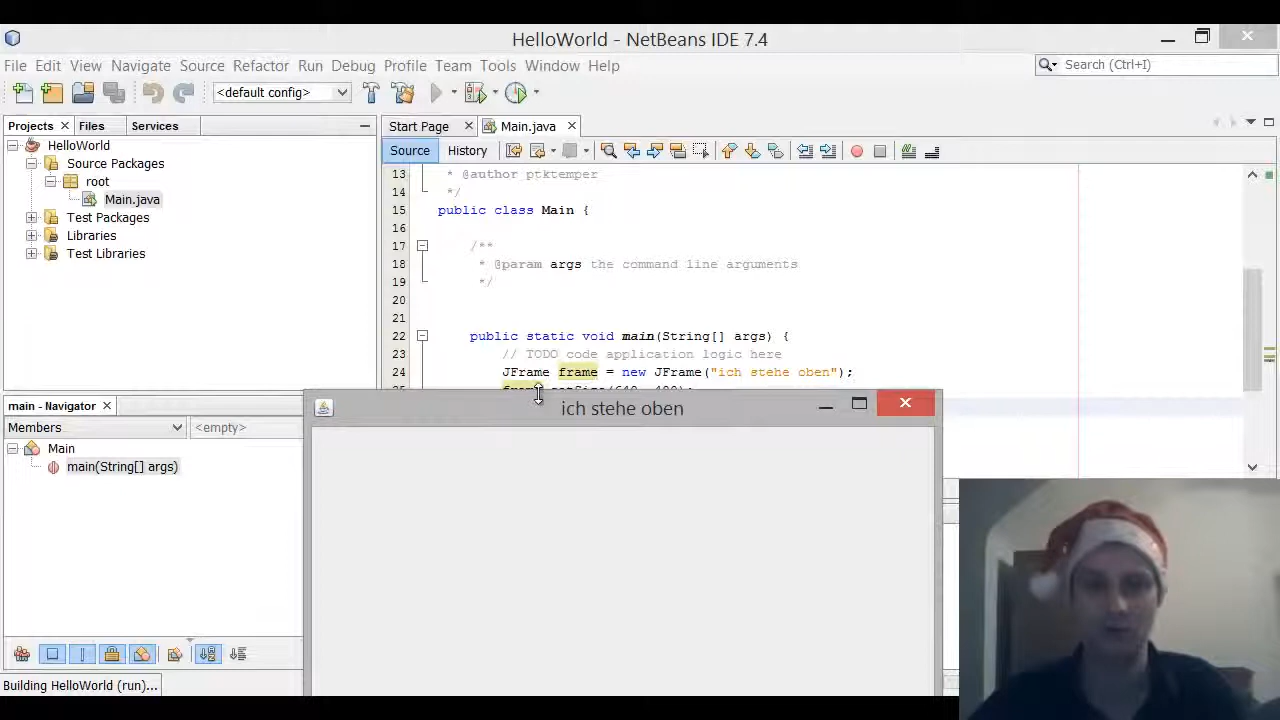 HelloWorld - NetBeans IDE 7.4
File Edit View Navigate Source Refactor Run Debug Profile Team Tools Window Help
Search (Ctrl+I)
<default config>
Projects Files Services
Start Page Main.java
HelloWorld
Source Packages
root
Main.java
Test Packages
Libraries
Test Libraries
Source History
13 * @author ptktemper
14 */
15 public class Main {
16
17 /**
18 * @param args the command line arguments
19 */
20
21
22 public static void main(String[] args) {
23 // TODO code application logic here
24 JFrame frame = new JFrame("ich stehe oben");
main - Navigator
Members <empty>
Main
main(String[] args)
ich stehe oben
Building HelloWorld (run)...